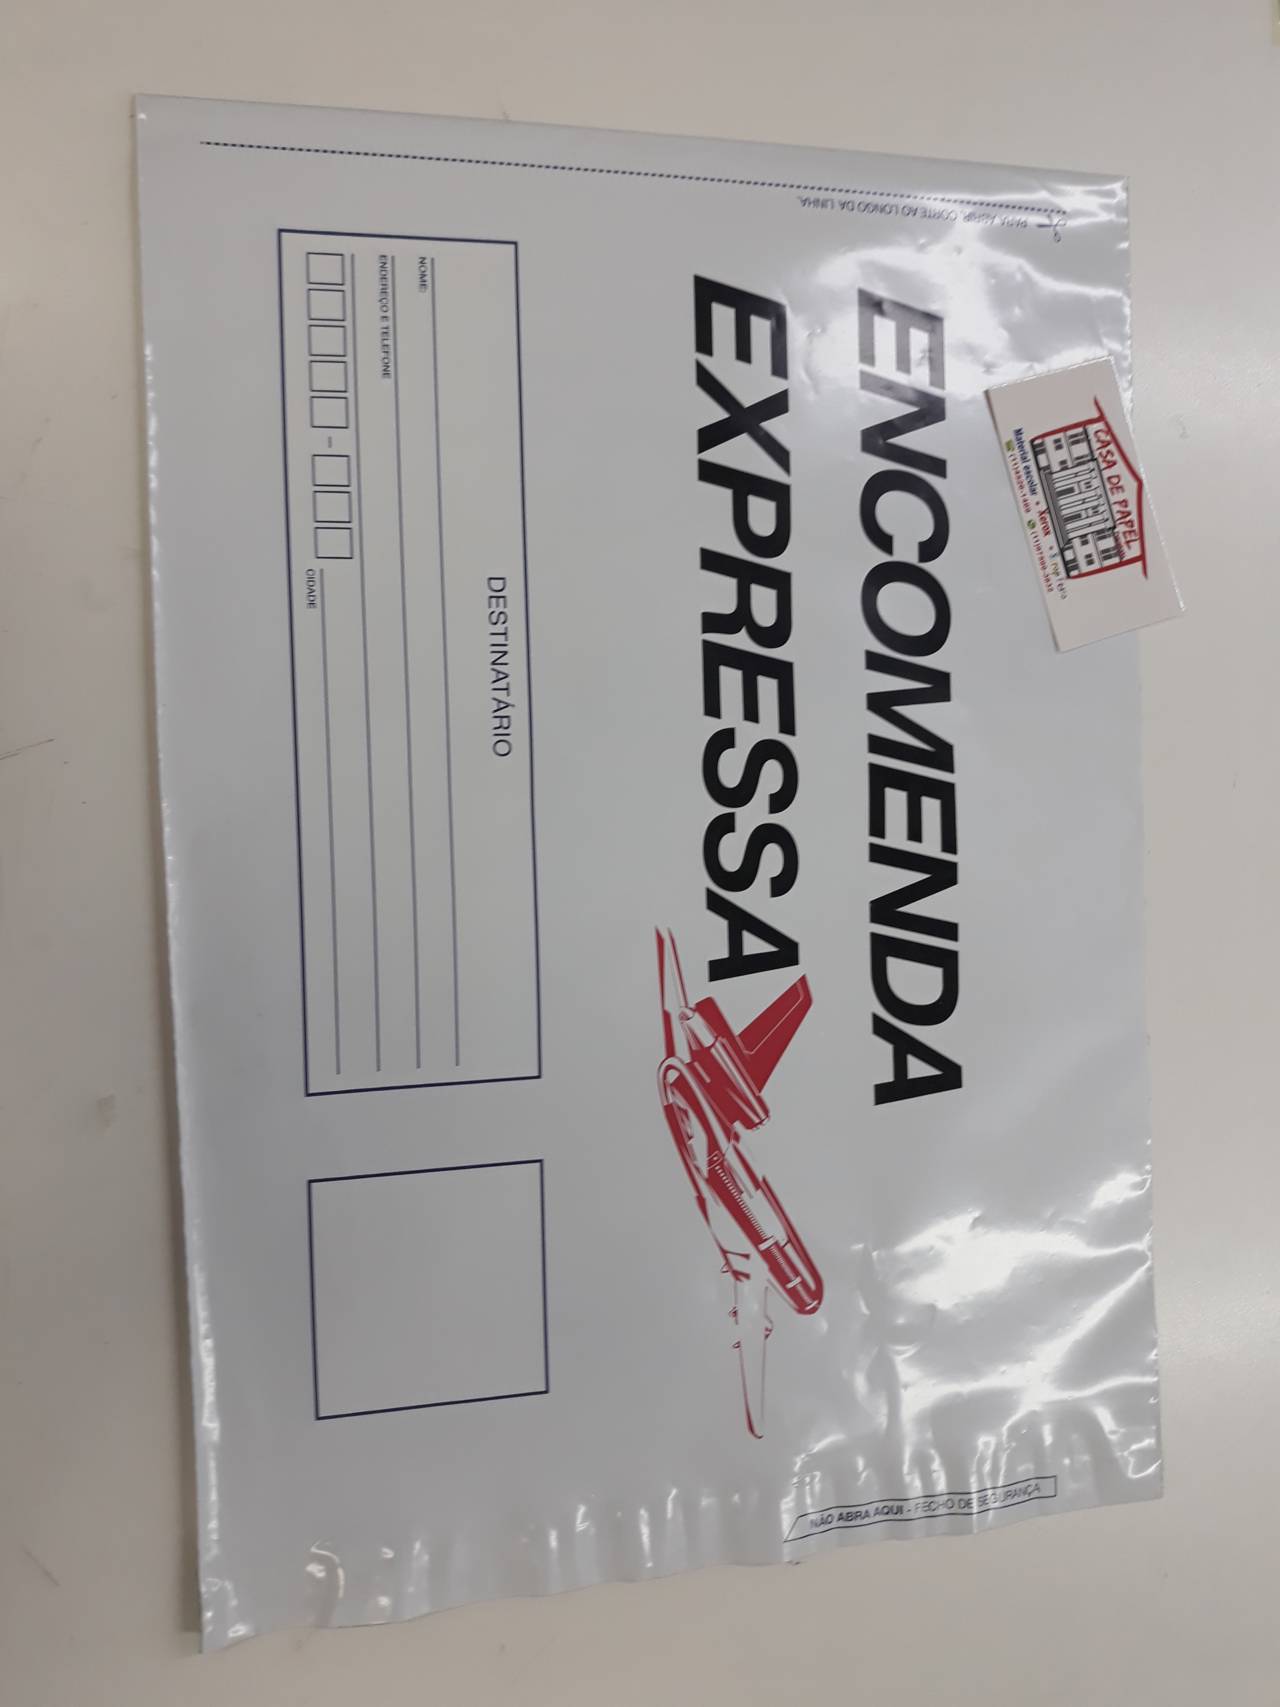 PARA ABRIR, CORTE AO LONGO DA LINHA.
ENCOMENDA
EXPRESSA
DESTINATÁRIO
NOME:
ENDEREÇO E TELEFONE
CIDADE
NÃO ABRA AQUI - FECHO DE SEGURANÇA
CASA DE PAPEL
Material escolar • Xerox •